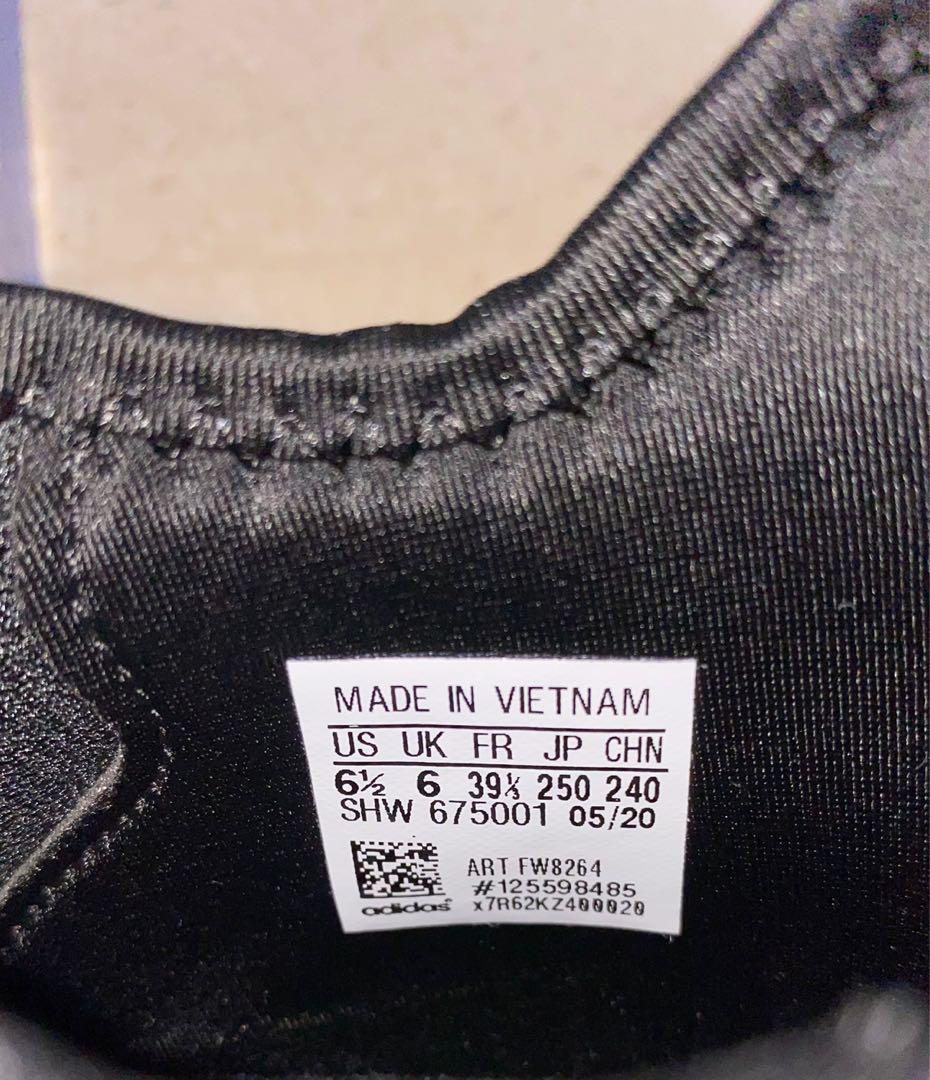 MADE IN VIETNAM
US UK FR JP CHN
6½ 6 39⅓ 250 240
SHW 675001 05/20
ART FW8264
#125598485
adidas® x7R62KZ400020